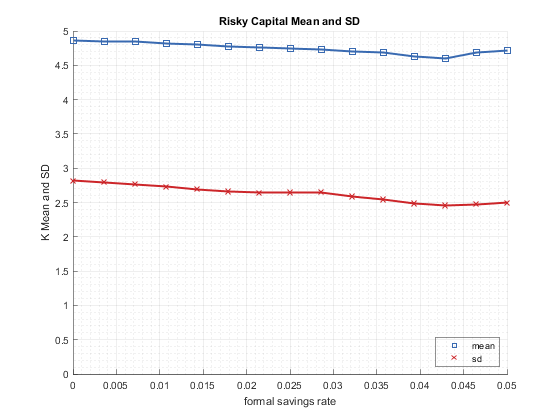 Risky Capital Mean and SD
5
4.5
4
3.5
3
2.5
2
1.5
1
0.5
0
K Mean and SD
0 0.005 0.01 0.015 0.02 0.025 0.03 0.035 0.04 0.045 0.05
formal savings rate
mean
sd